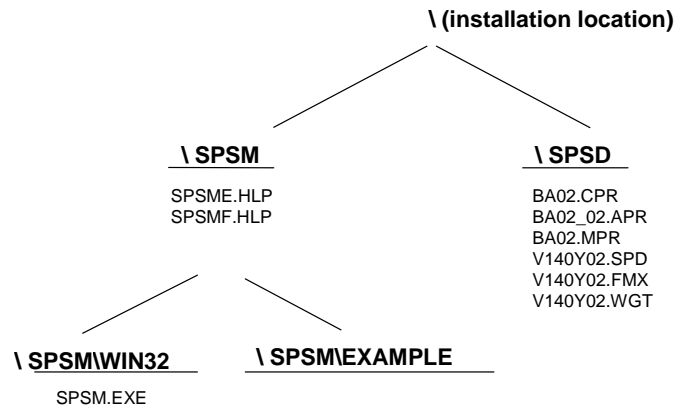 \ (installation location)
\ SPSM
\ SPSD
SPSME.HLP
SPSMF.HLP
BA02.CPR
BA02_02.APR
BA02.MPR
V140Y02.SPD
V140Y02.FMX
V140Y02.WGT
\ SPSM\WIN32
\ SPSM\EXAMPLE
SPSM.EXE